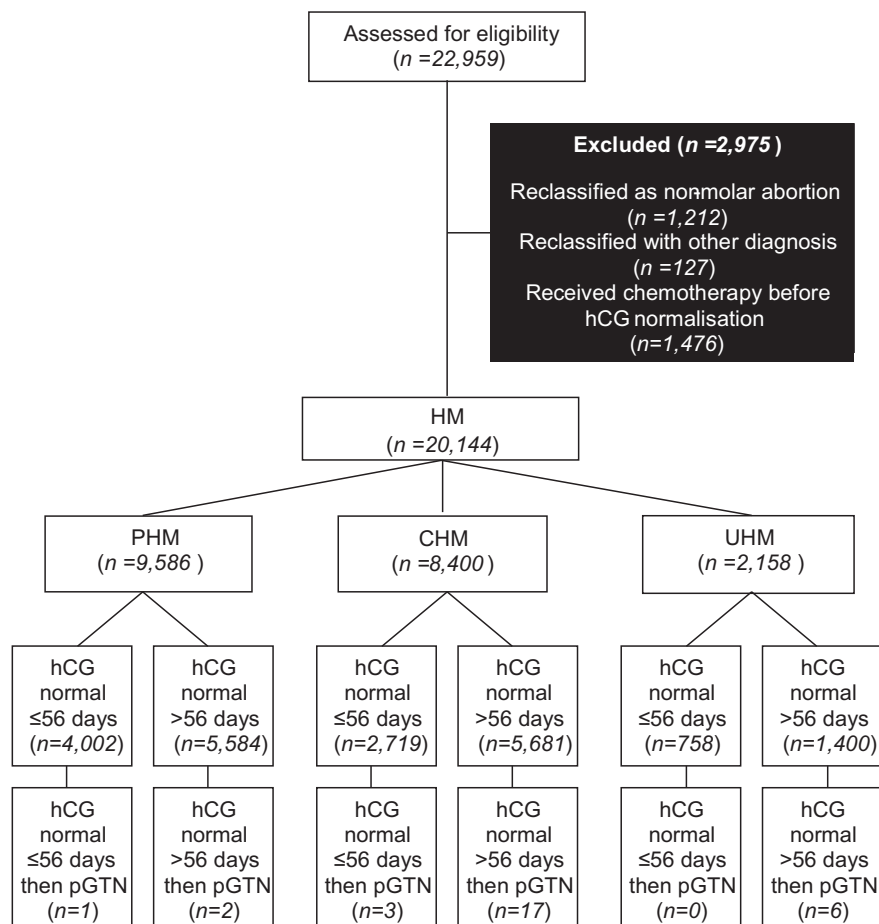 Assessed for eligibility
(n =22,959)
Excluded (n =2,975 )
Reclassified as nonmolar abortion
(n =1,212)
Reclassified with other diagnosis
(n =127)
Received chemotherapy before
hCG normalisation
(n=1,476)
HM
(n =20,144)
PHM
(n =9,586 )
CHM
(n =8,400 )
UHM
(n =2,158 )
hCG
normal
≤56 days
(n=4,002)
hCG
normal
>56 days
(n=5,584)
hCG
normal
≤56 days
(n=2,719)
hCG
normal
>56 days
(n=5,681)
hCG
normal
≤56 days
(n=758)
hCG
normal
>56 days
(n=1,400)
hCG
normal
≤56 days
then pGTN
(n=1)
hCG
normal
>56 days
then pGTN
(n=2)
hCG
normal
≤56 days
then pGTN
(n=3)
hCG
normal
>56 days
then pGTN
(n=17)
hCG
normal
≤56 days
then pGTN
(n=0)
hCG
normal
>56 days
then pGTN
(n=6)